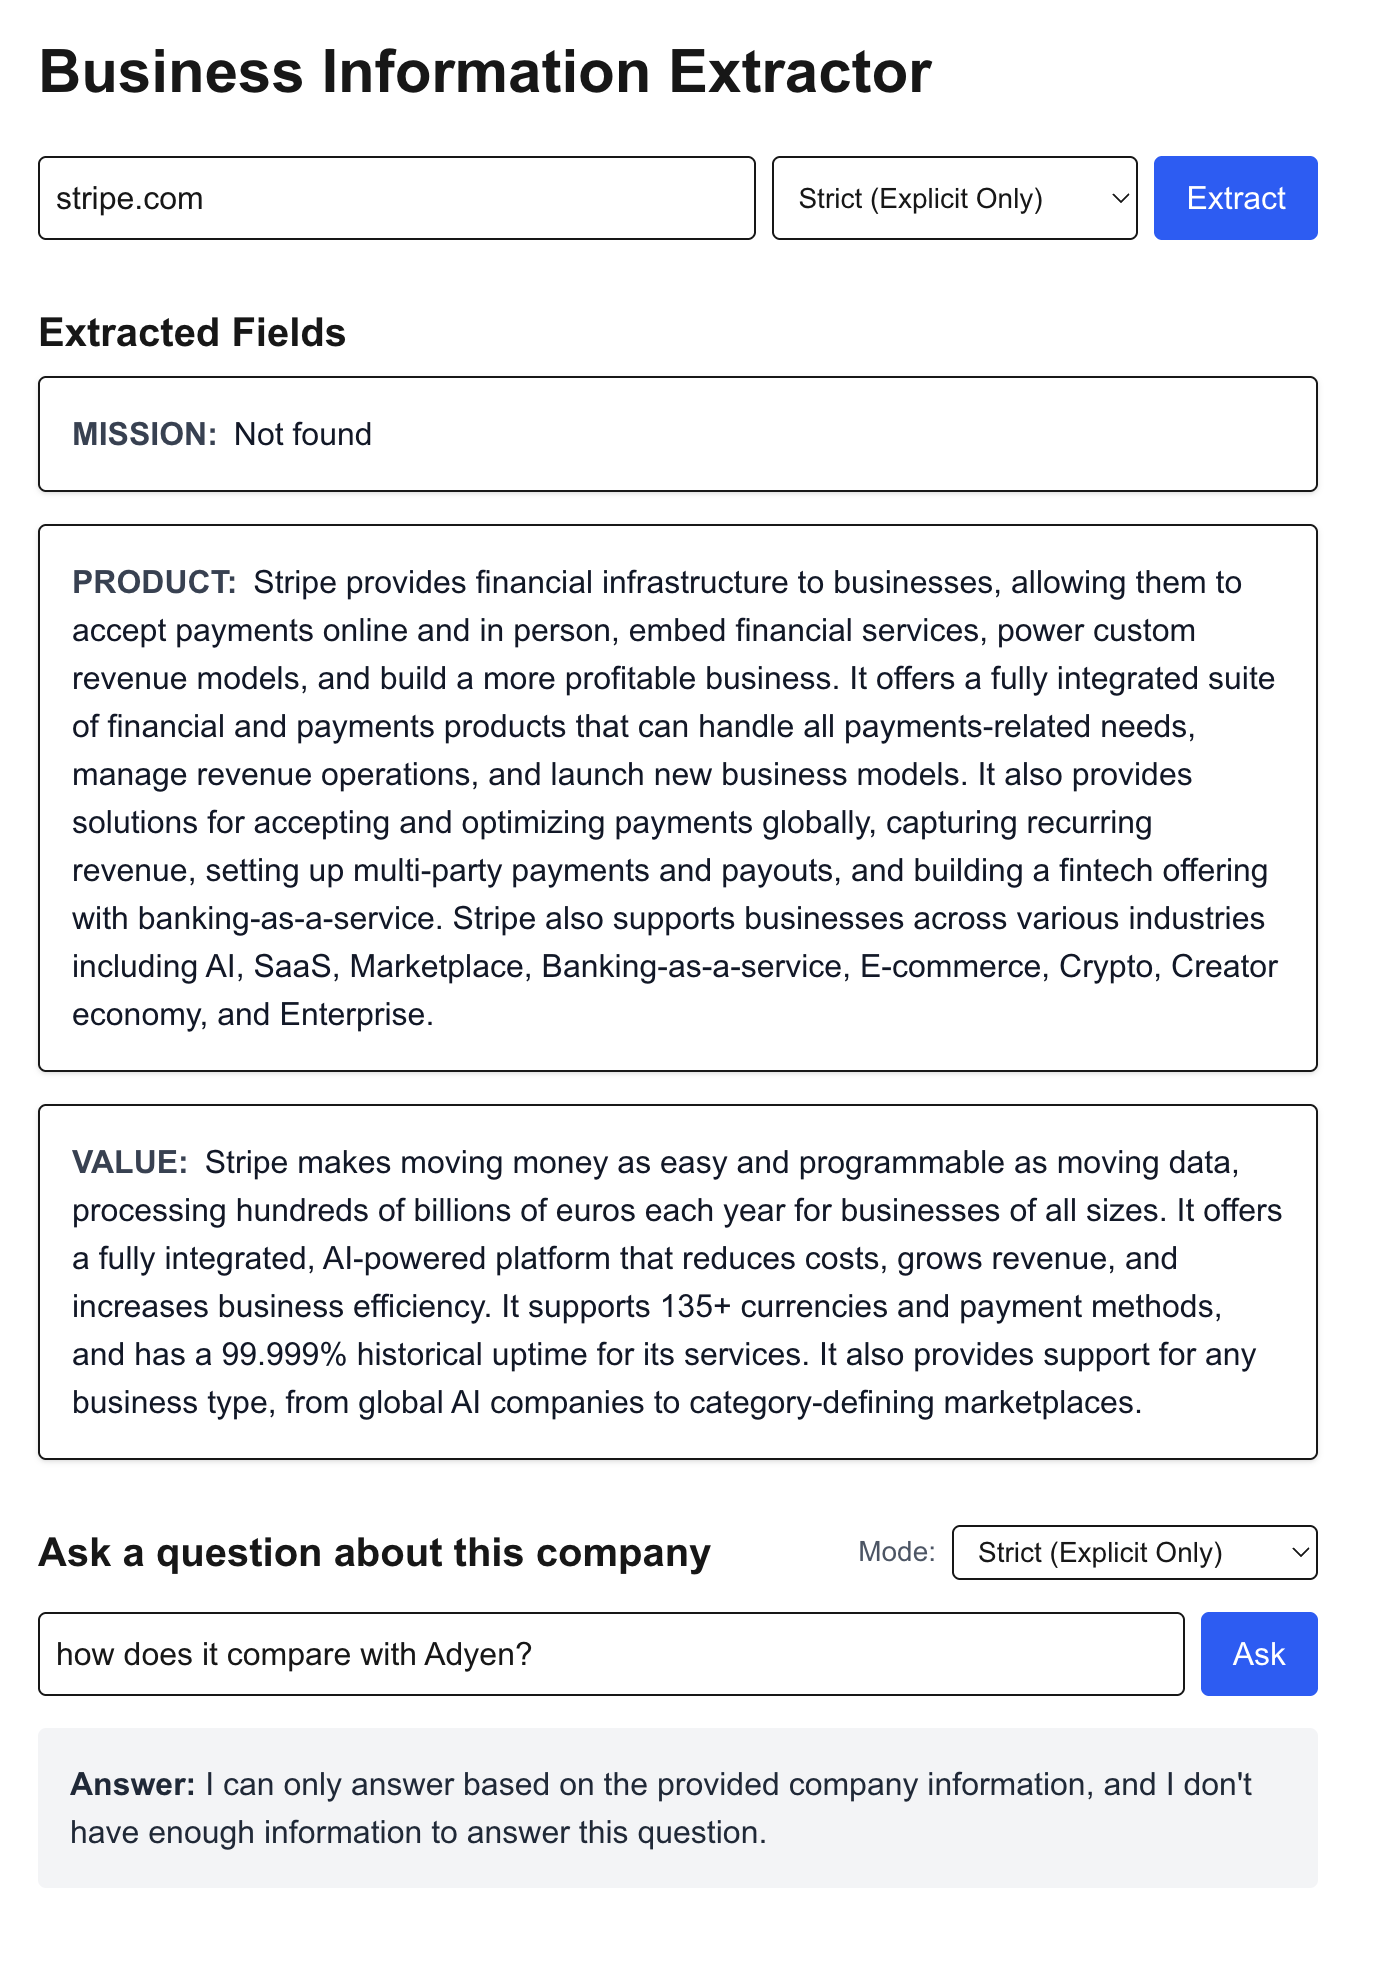 Business Information Extractor
stripe.com
Strict (Explicit Only)
Extract
Extracted Fields
MISSION: Not found
PRODUCT: Stripe provides financial infrastructure to businesses, allowing them to
accept payments online and in person, embed financial services, power custom
revenue models, and build a more profitable business. It offers a fully integrated suite
of financial and payments products that can handle all payments-related needs,
manage revenue operations, and launch new business models. It also provides
solutions for accepting and optimizing payments globally, capturing recurring
revenue, setting up multi-party payments and payouts, and building a fintech offering
with banking-as-a-service. Stripe also supports businesses across various industries
including AI, SaaS, Marketplace, Banking-as-a-service, E-commerce, Crypto, Creator
economy, and Enterprise.
VALUE: Stripe makes moving money as easy and programmable as moving data,
processing hundreds of billions of euros each year for businesses of all sizes. It offers
a fully integrated, AI-powered platform that reduces costs, grows revenue, and
increases business efficiency. It supports 135+ currencies and payment methods,
and has a 99.999% historical uptime for its services. It also provides support for any
business type, from global AI companies to category-defining marketplaces.
Ask a question about this company
Mode:
Strict (Explicit Only)
how does it compare with Adyen?
Ask
Answer: I can only answer based on the provided company information, and I don't
have enough information to answer this question.